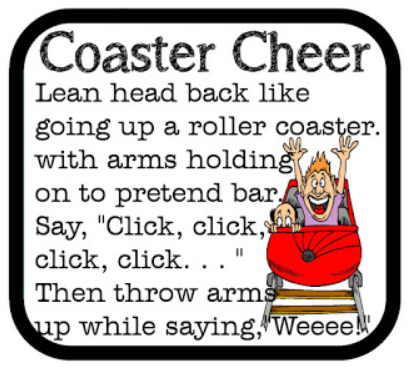 Coaster Cheer
Lean head back like
going up a roller coaster.
with arms holding
on to pretend bar.
Say, "Click, click,
click, click. . . "
Then throw arms
up while saying,"Weeee!"